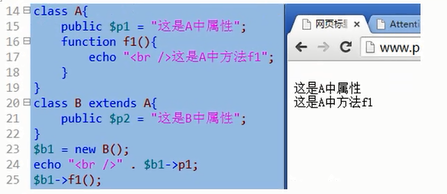 14 class A{
15 public $p1 = "这是A中属性";
16 function f1(){
17 echo "<br />这是A中方法f1";
18 }
19 }
20 class B extends A{
21 public $p2 = "这是B中属性";
22 }
23 $b1 = new B();
24 echo "<br />" . $b1->p1;
25 $b1->f1();
网页标题 Attenti
www.p
这是A中属性
这是A中方法f1